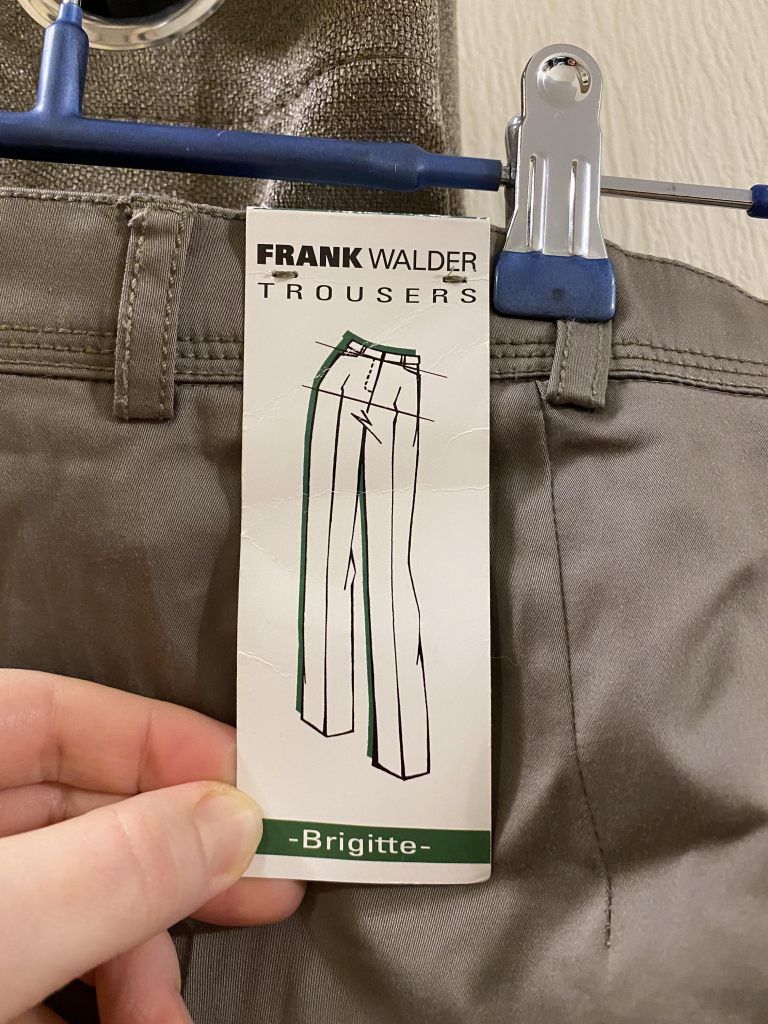 FRANK WALDER
TROUSERS
-Brigitte-